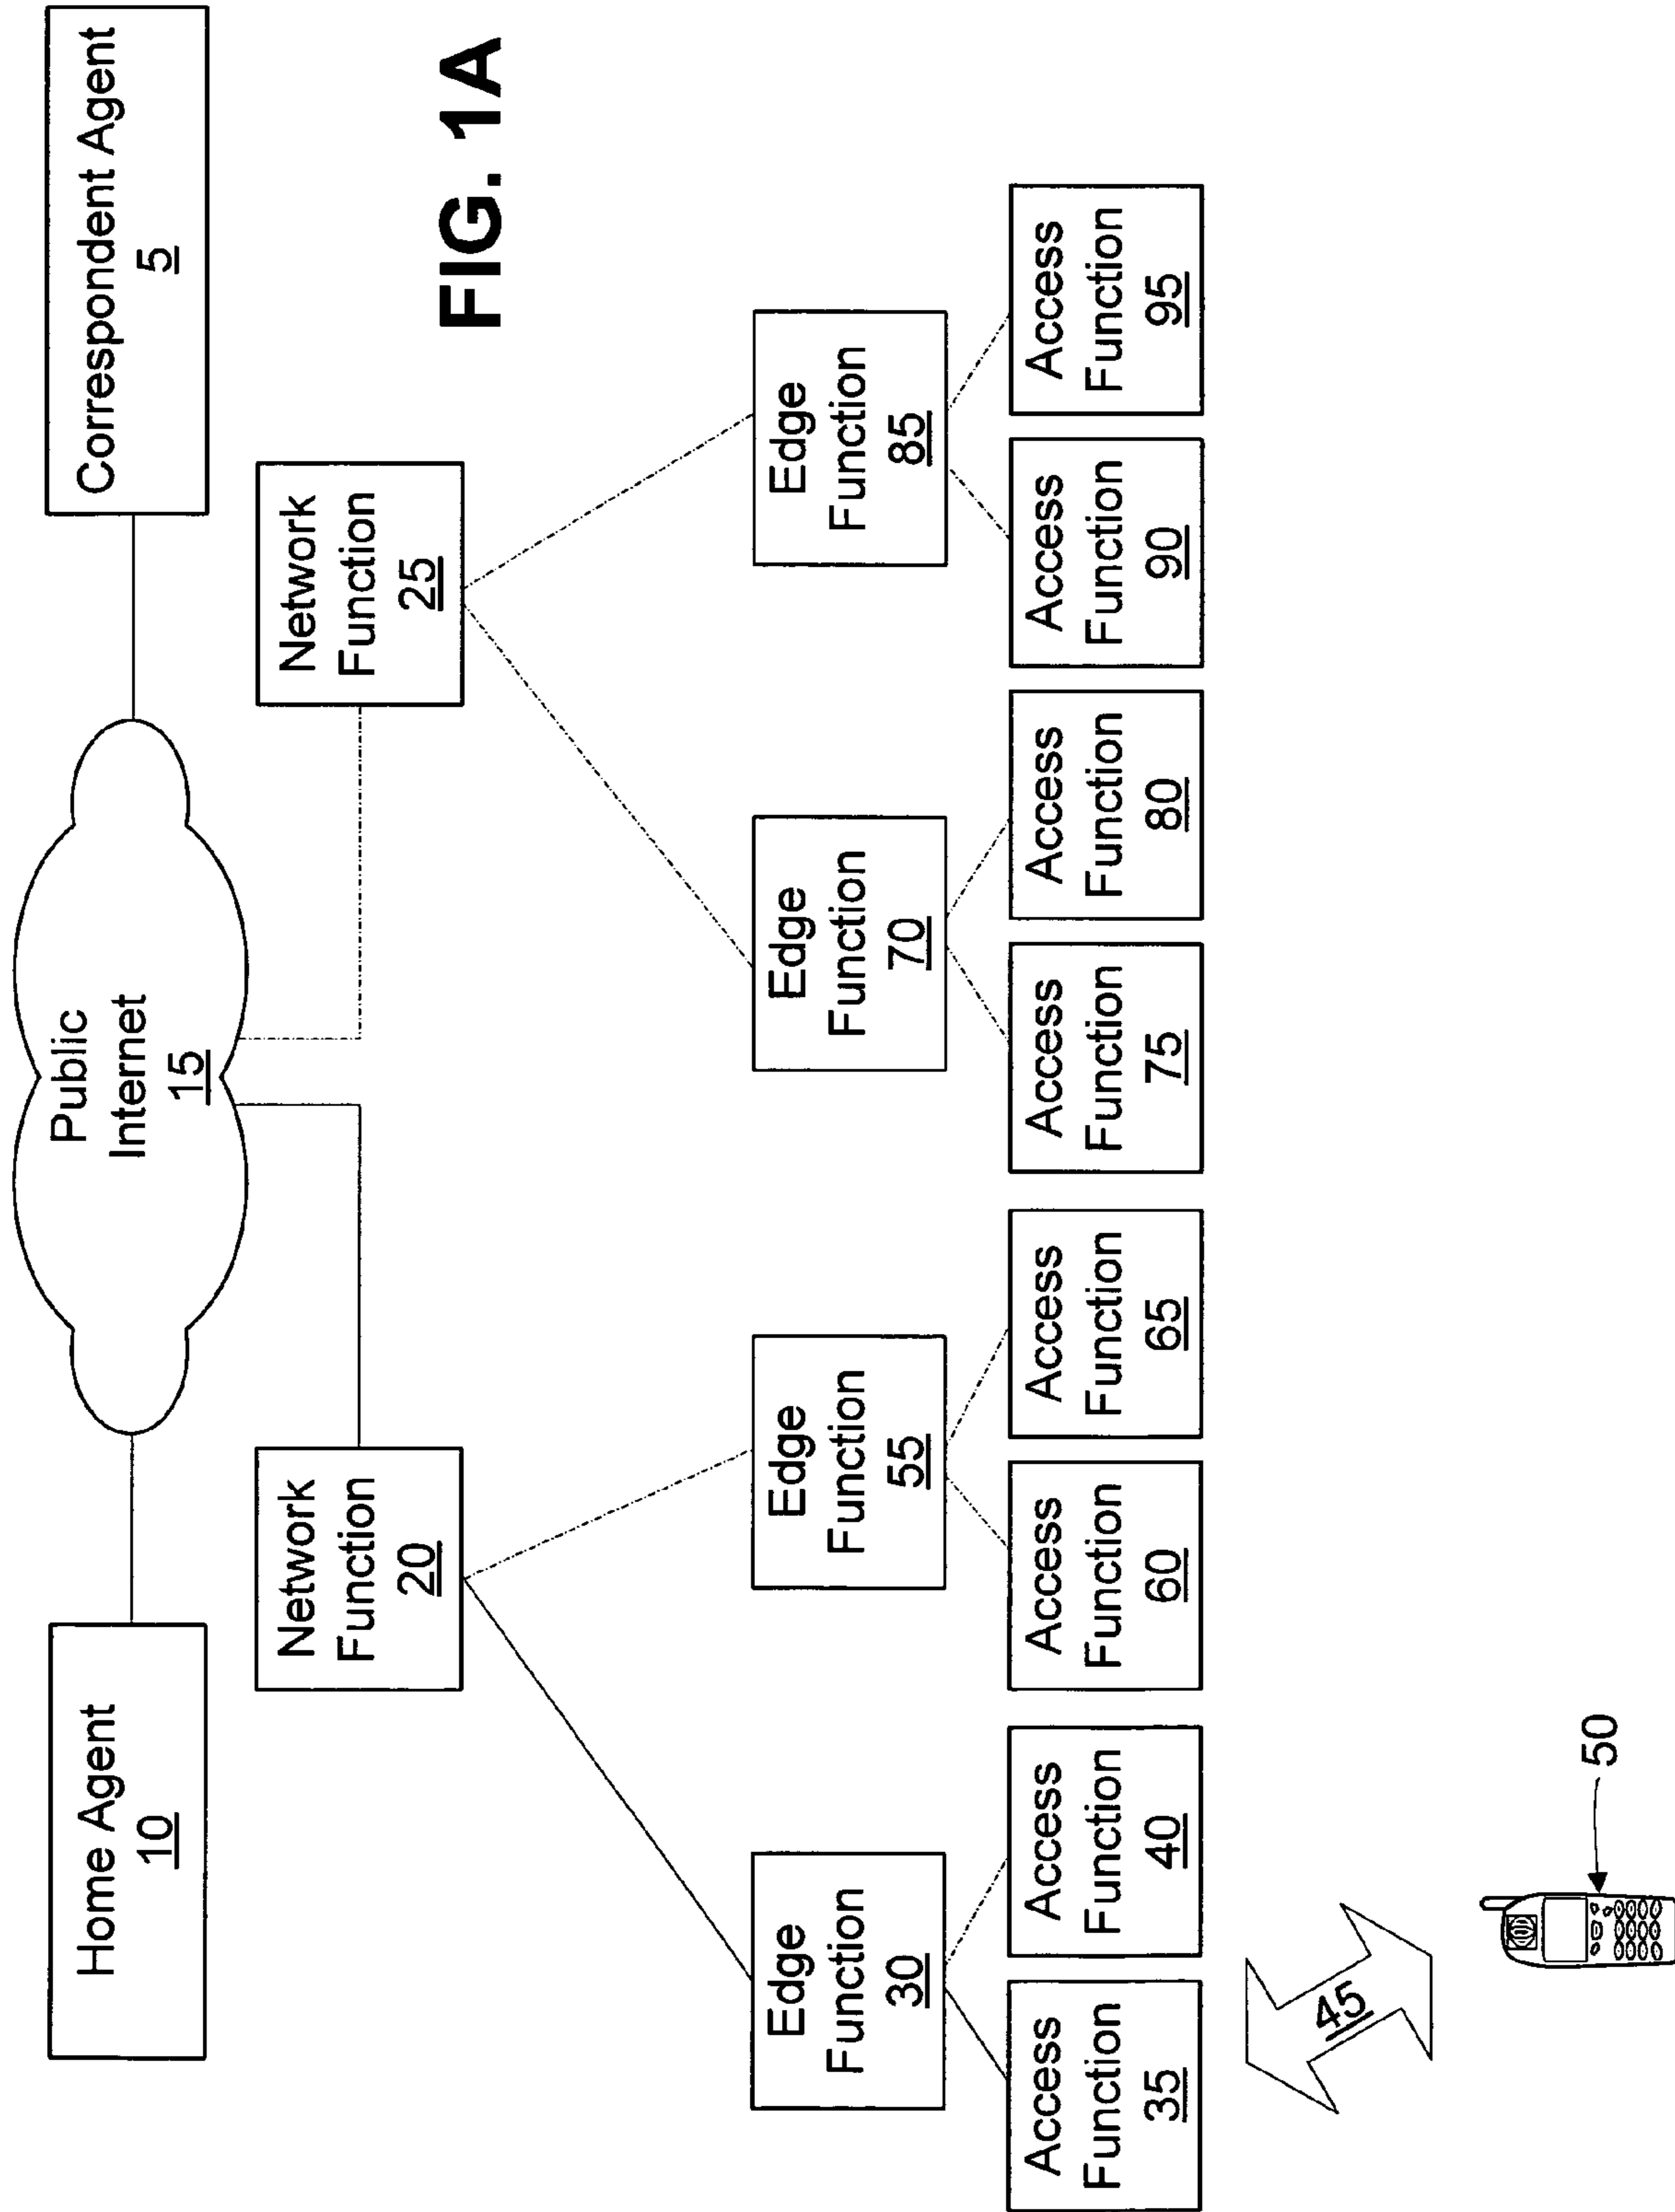 Home Agent
10
Public
Internet
15
Correspondent Agent
5
Network
Function
20
Network
Function
25
FIG. 1A
Edge
Function
30
Edge
Function
55
Edge
Function
70
Edge
Function
85
Access
Function
35
Access
Function
40
Access
Function
60
Access
Function
65
Access
Function
75
Access
Function
80
Access
Function
90
Access
Function
95
45
50